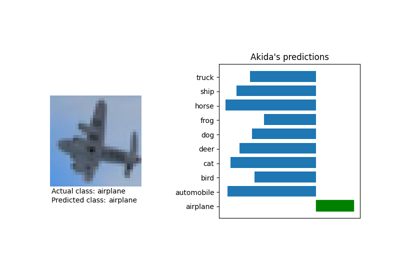 Akida's predictions
truck
ship
horse
frog
dog
deer
cat
bird
automobile
airplane
Actual class: airplane
Predicted class: airplane